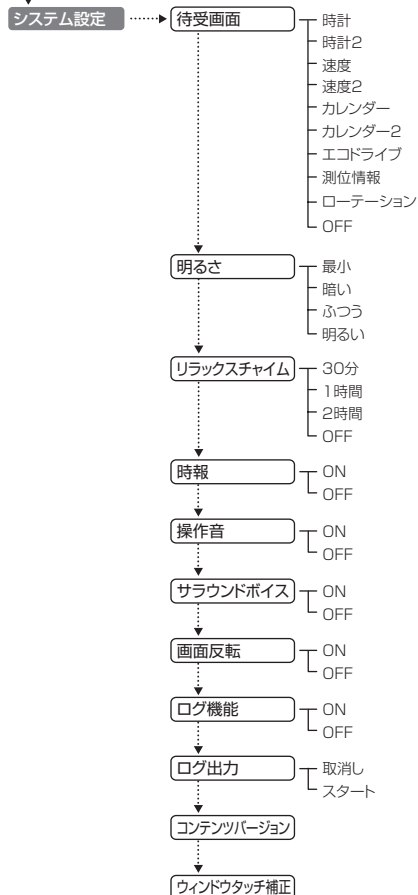 システム設定
待受画面
時計
時計2
速度
速度2
カレンダー
カレンダー2
エコドライブ
測位情報
ローテーション
OFF
明るさ
最小
暗い
ふつう
明るい
リラックスチャイム
30分
1時間
2時間
OFF
時報
ON
OFF
操作音
ON
OFF
サラウンドボイス
ON
OFF
画面反転
ON
OFF
ログ機能
ON
OFF
ログ出力
取消し
スタート
コンテンツバージョン
ウィンドウタッチ補正